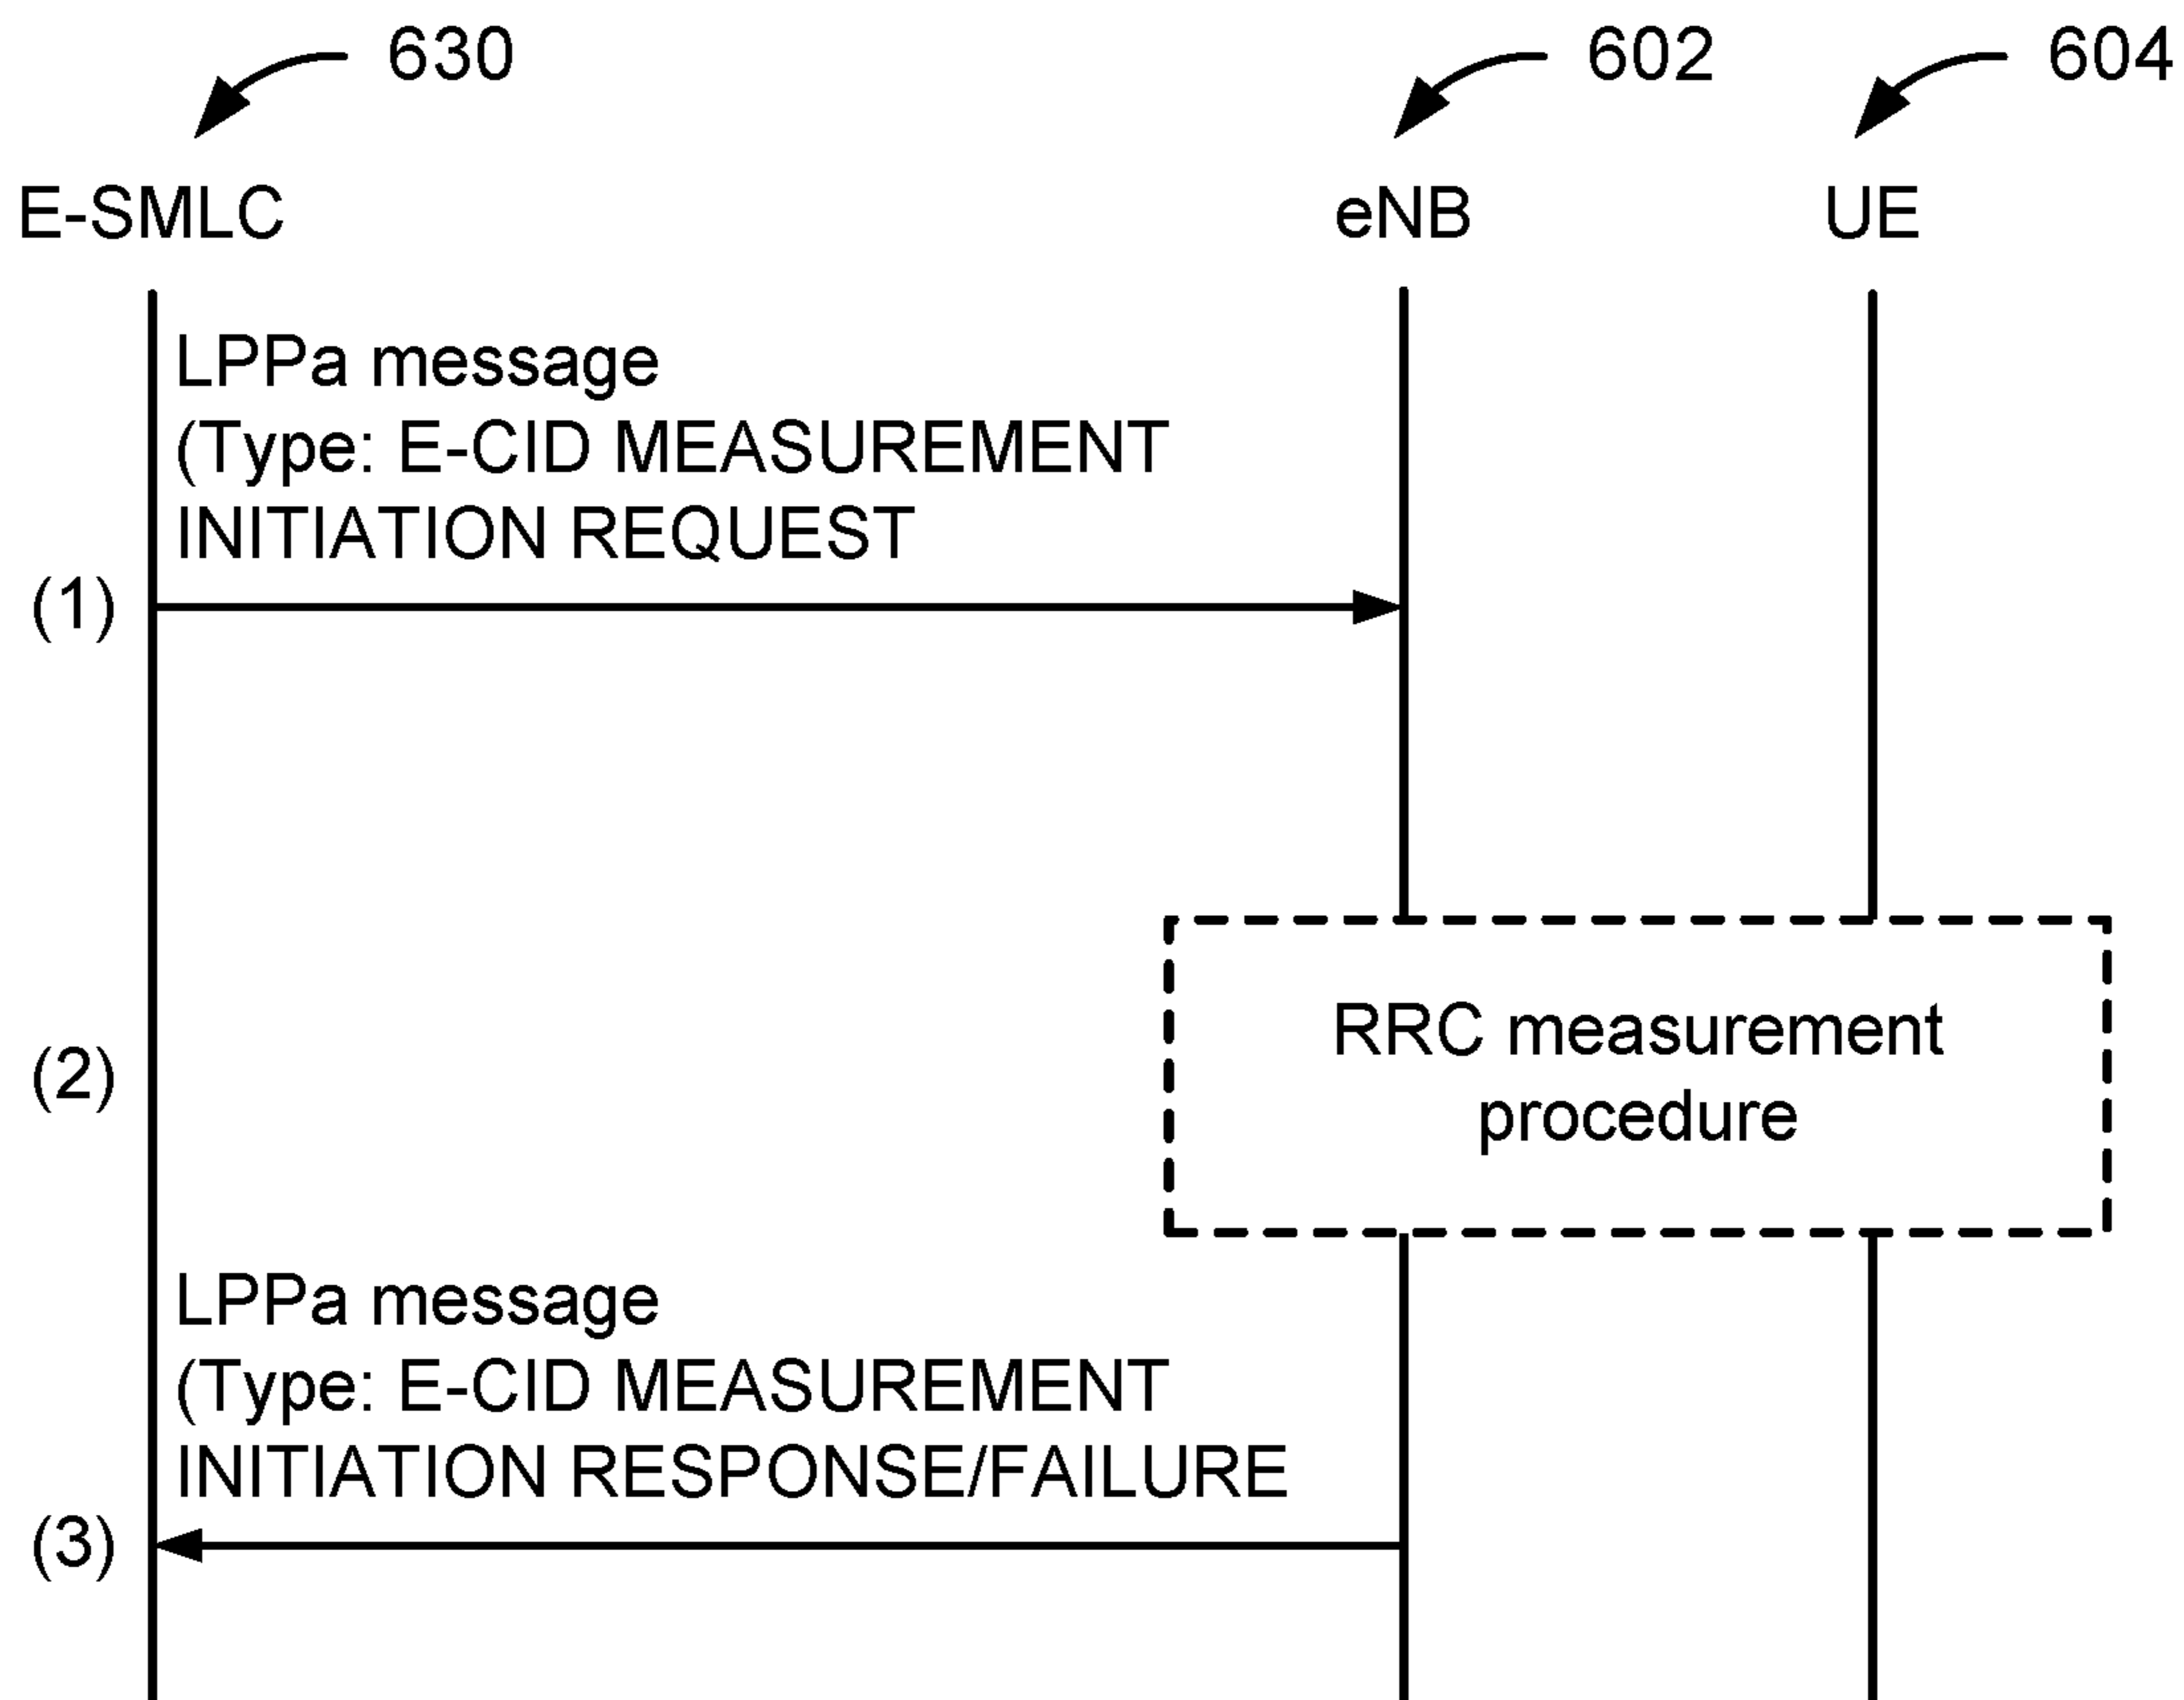 630
602
604
E-SMLC
eNB
UE
LPPa message
(Type: E-CID MEASUREMENT
INITIATION REQUEST
(1)
(2)
RRC measurement
procedure
LPPa message
(Type: E-CID MEASUREMENT
INITIATION RESPONSE/FAILURE
(3)